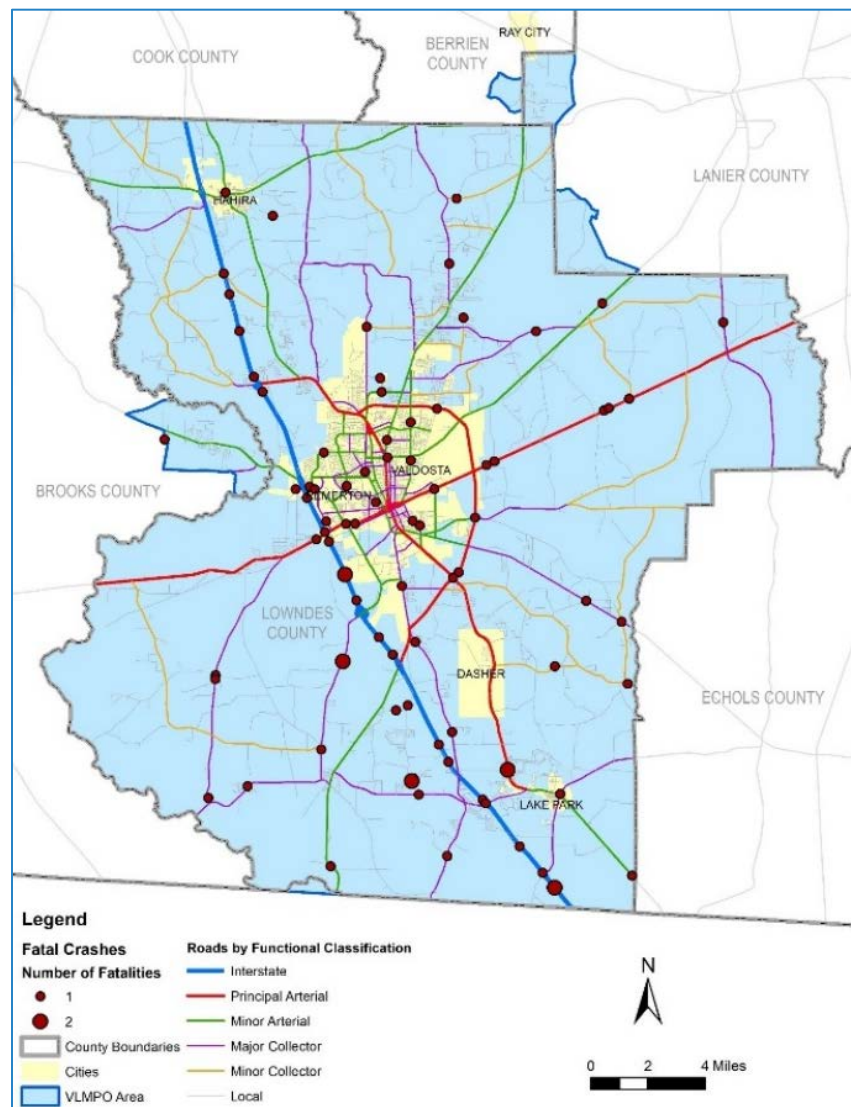 RAY CITY
COOK COUNTY
BERRIEN
COUNTY
LANIER COUNTY
HAHIRA
VALDOSTA
BROOKS COUNTY
REMERTON
LOWNDES
COUNTY
DASHER
ECHOLS COUNTY
LAKE PARK
Legend
Fatal Crashes
Number of Fatalities
1
2
County Boundaries
Cities
VLMPO Area
Roads by Functional Classification
Interstate
Principal Arterial
Minor Arterial
Major Collector
Minor Collector
Local
N
0 2 4 Miles